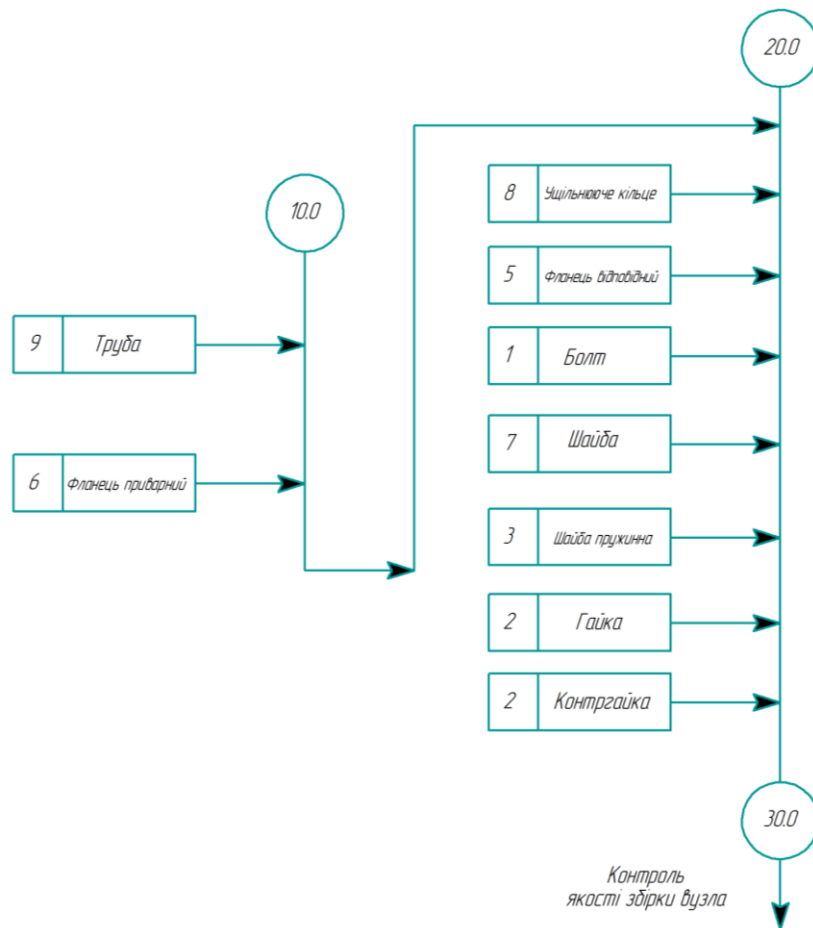 20.0
8 Ущільнююче кільце
10.0
5 Фланець відповідний
9 Труба
1 Болт
7 Шайба
6 Фланець приварний
3 Шайба пружинна
2 Гайка
2 Контргайка
30.0
Контроль
якості збірки вузла